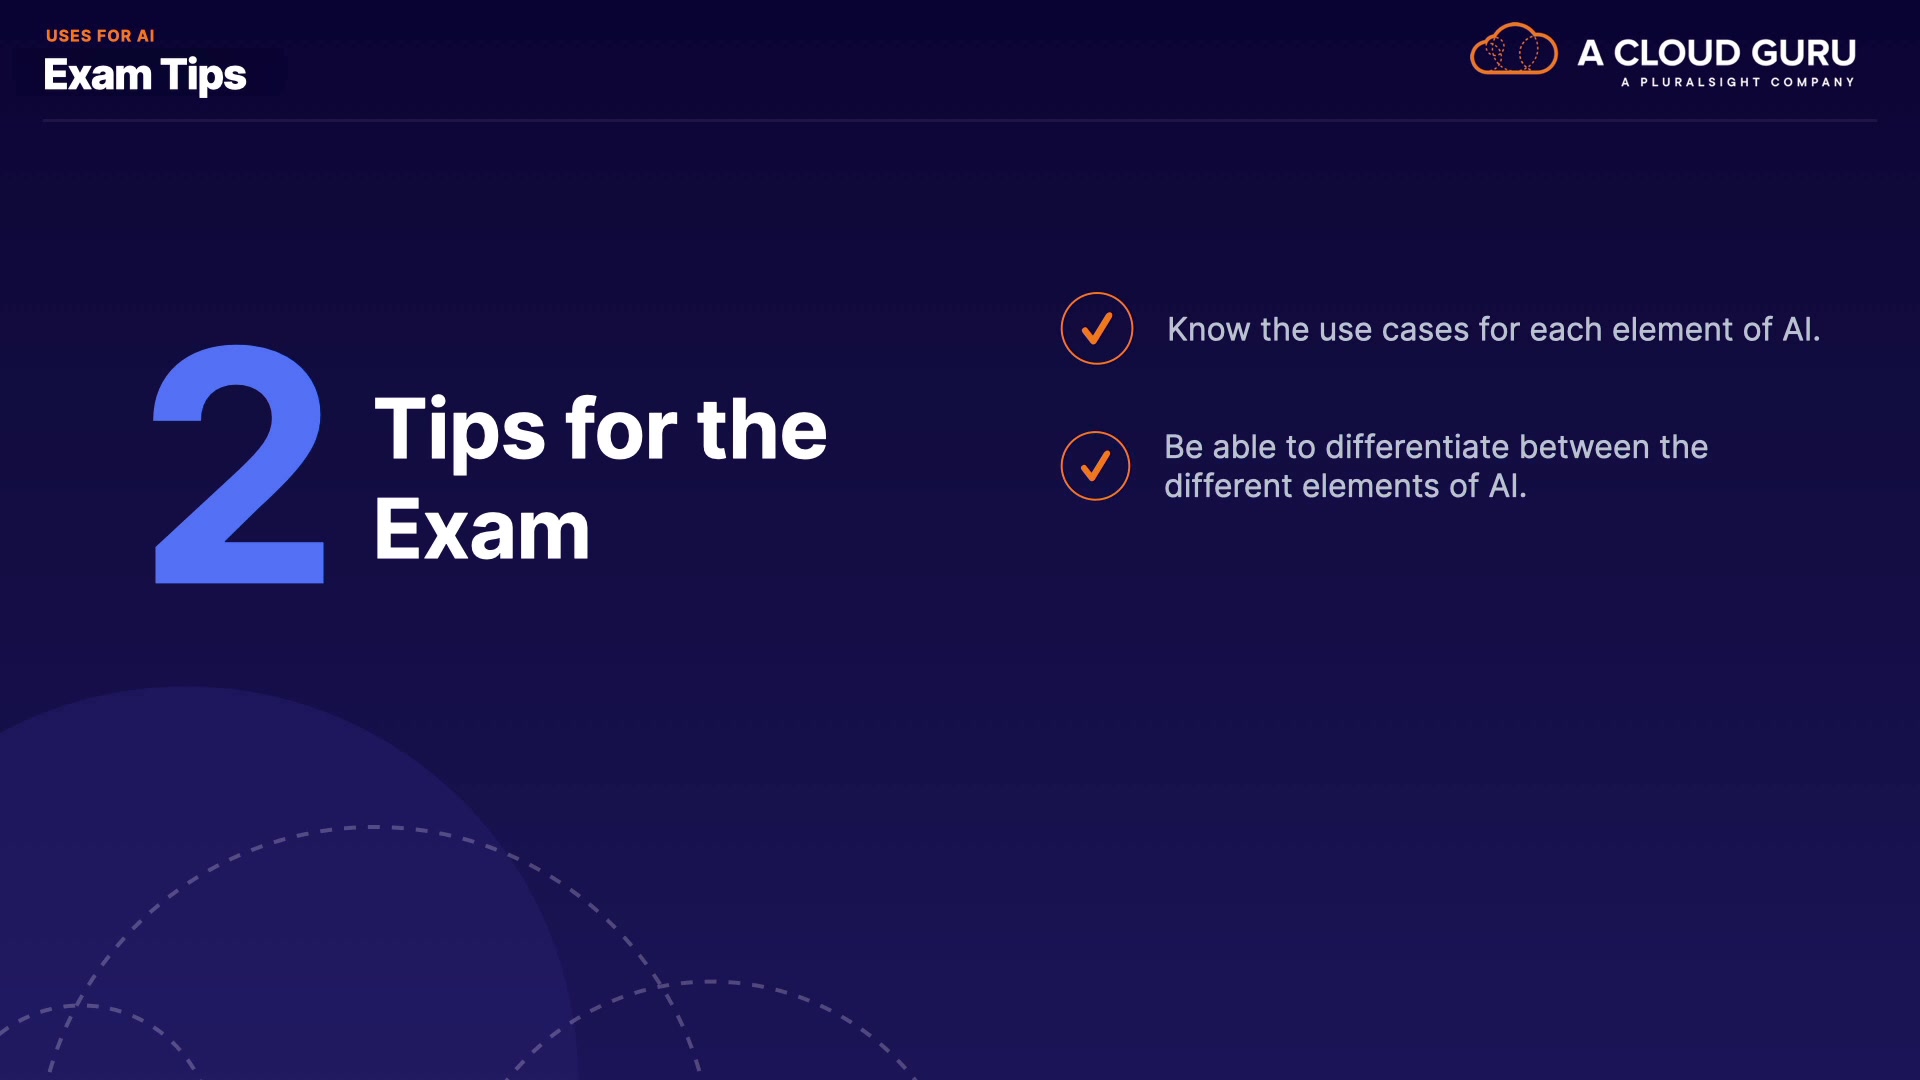 USES FOR AI
Exam Tips
A CLOUD GURU
A PLURALSIGHT COMPANY
2
Tips for the
Exam
Know the use cases for each element of AI.
Be able to differentiate between the
different elements of AI.